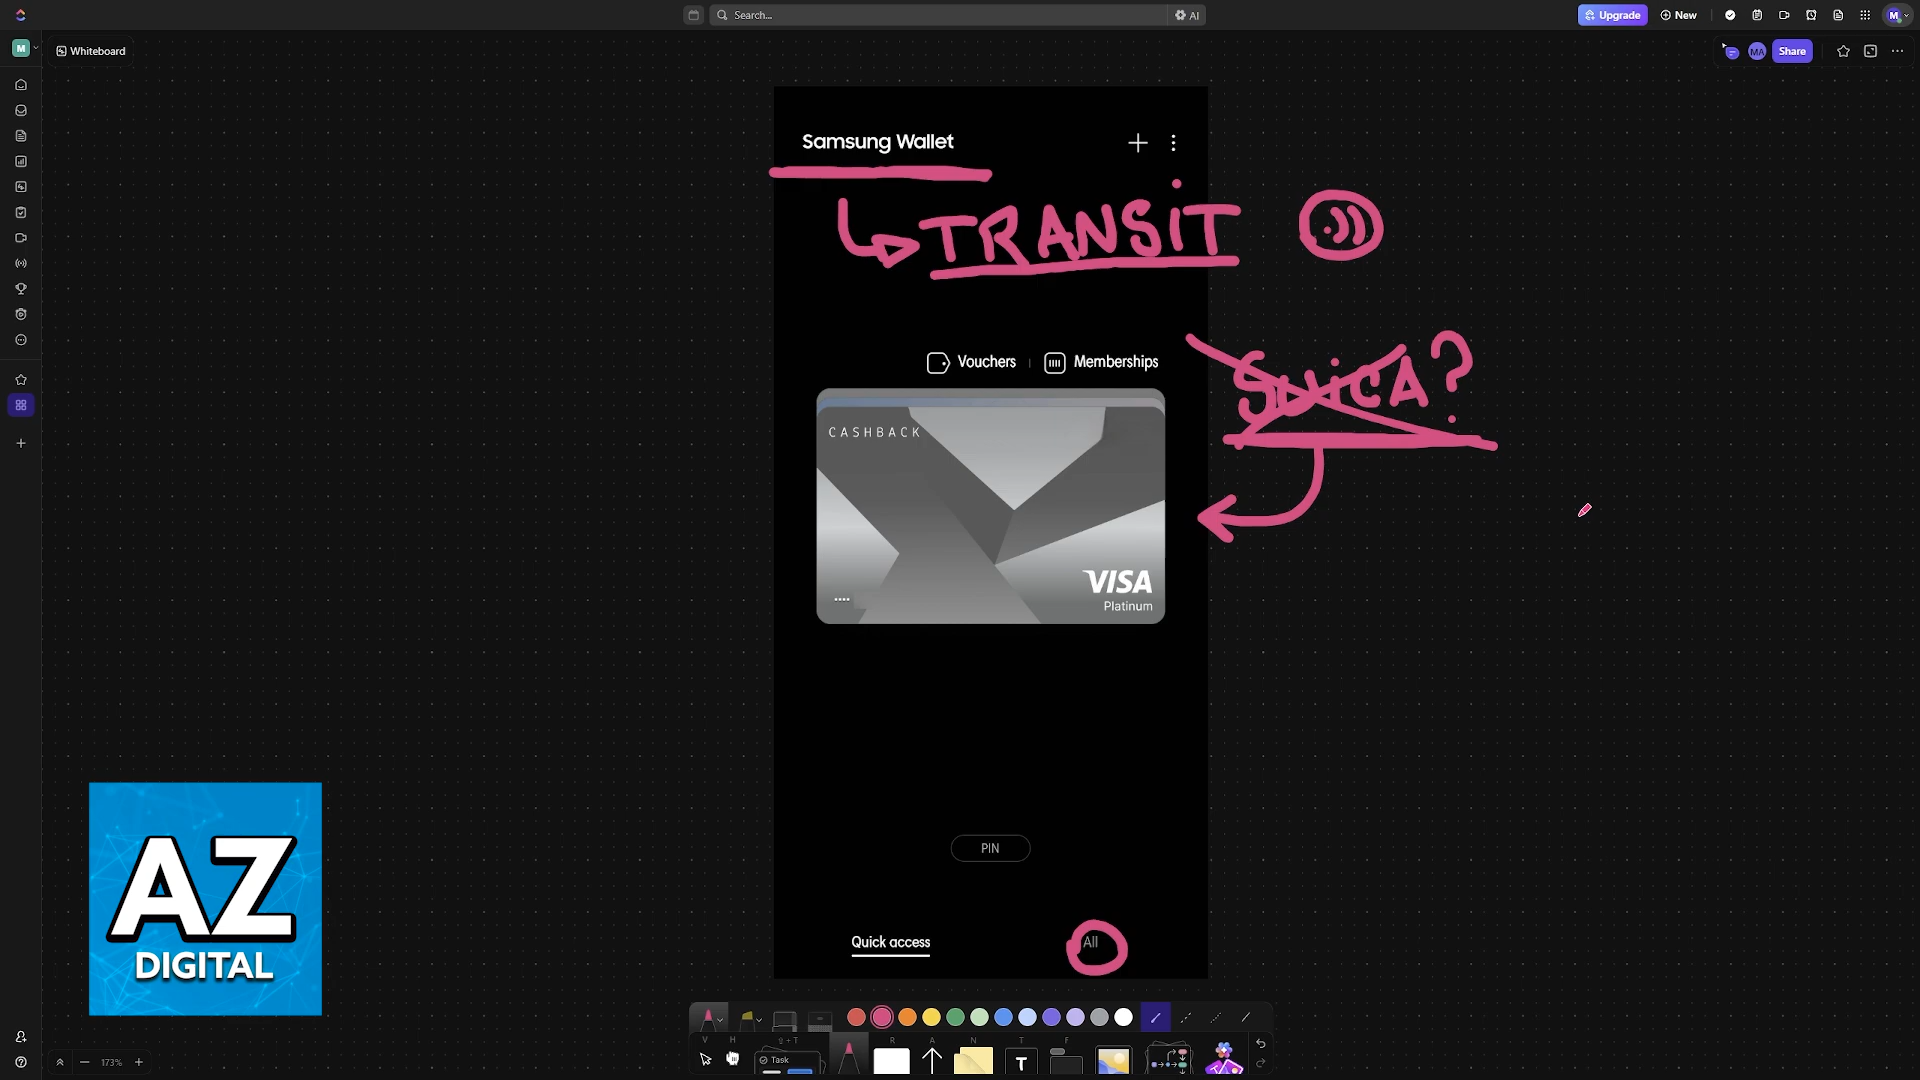 Search...
AI
Upgrade
New
M
M
Whiteboard
MA
Share
Samsung Wallet
TRANSiT
Vouchers
Memberships
SUiCA?
CASHBACK
VISA
Platinum
PIN
AZ
DIGITAL
Quick access
All
V
H
⇧ + T
R
A
N
T
F
Task
T
173%